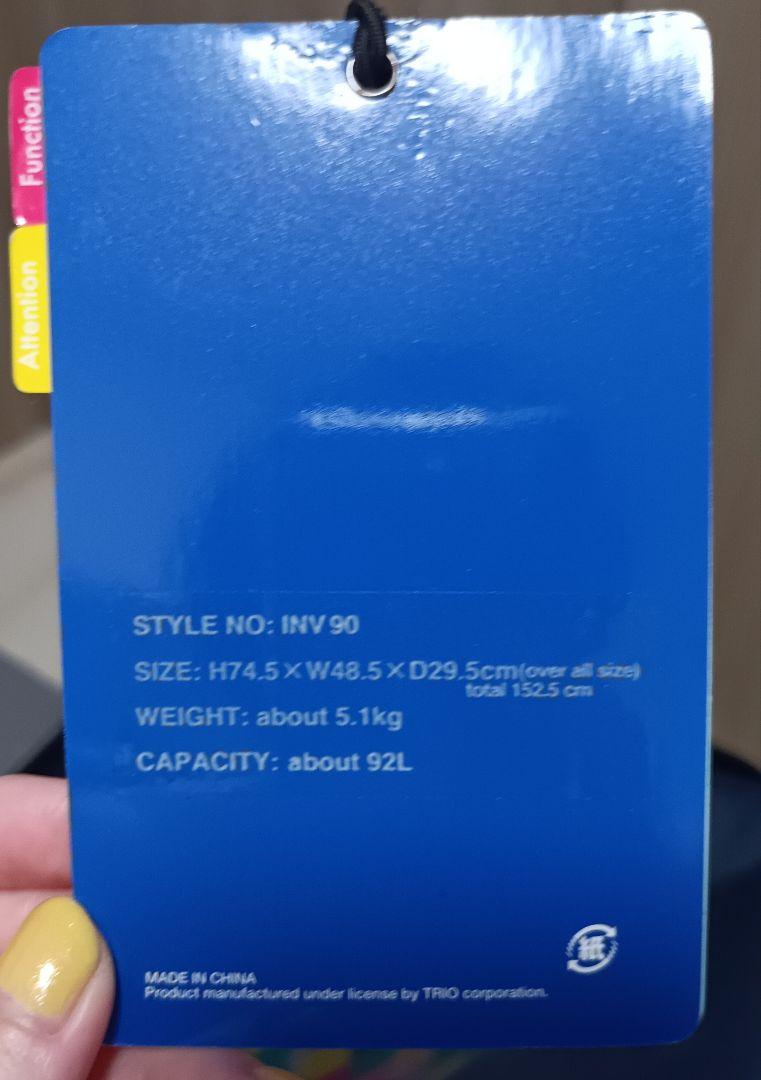 Function
Attention
STYLE NO: INV90
SIZE: H74.5×W48.5×D29.5cm(over all size)
total 152.5 cm
WEIGHT: about 5.1kg
CAPACITY: about 92L
紙
MADE IN CHINA
Product manufactured under license by TRIO corporation.